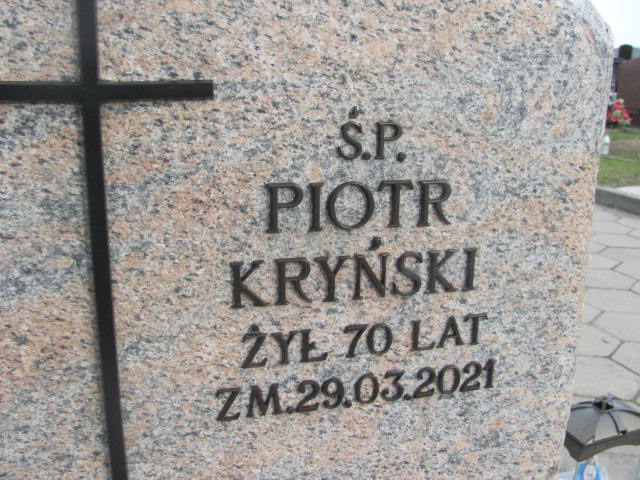 Ś.P.
PIOTR
KRYŃSKI
ŻYŁ 70 LAT
ZM.29.03.2021